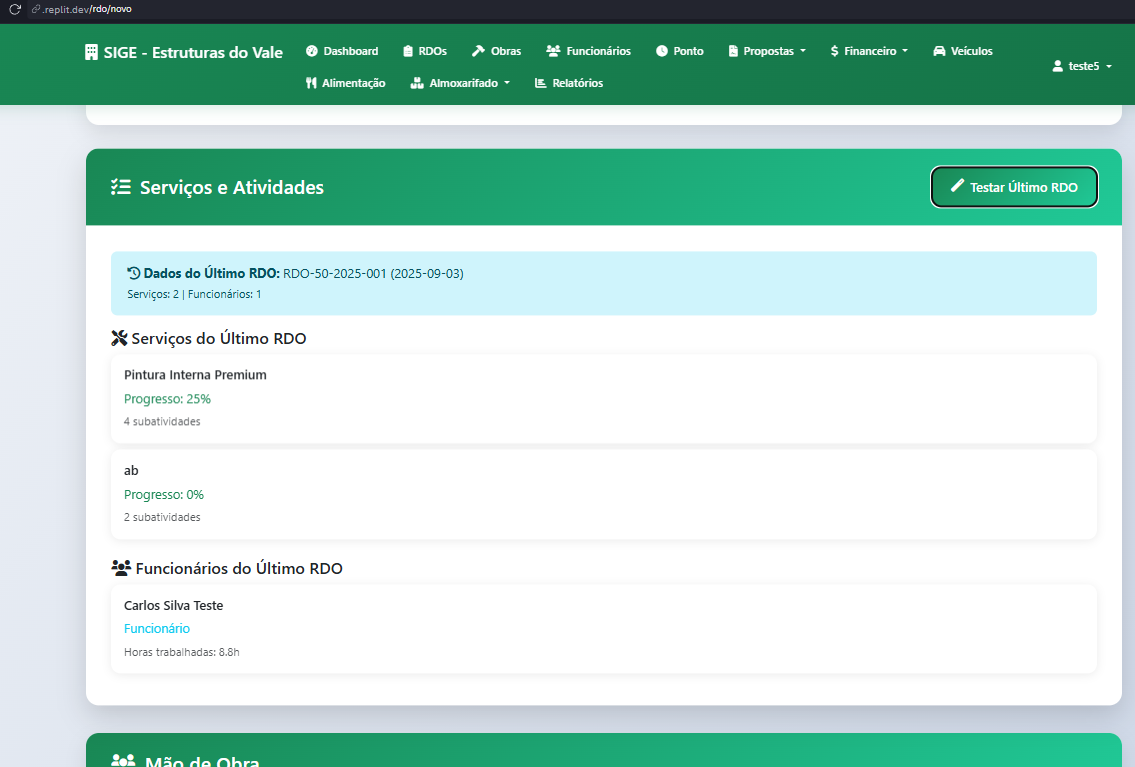 .replit.dev/rdo/novo
SIGE - Estruturas do Vale
Dashboard RDOs Obras Funcionários Ponto Propostas $ Financeiro Veículos
Alimentação Almoxarifado Relatórios
teste5
Serviços e Atividades
Testar Último RDO
Dados do Último RDO: RDO-50-2025-001 (2025-09-03)
Serviços: 2 | Funcionários: 1
Serviços do Último RDO
Pintura Interna Premium
Progresso: 25%
4 subatividades
ab
Progresso: 0%
2 subatividades
Funcionários do Último RDO
Carlos Silva Teste
Funcionário
Horas trabalhadas: 8.8h
Mão de Obra